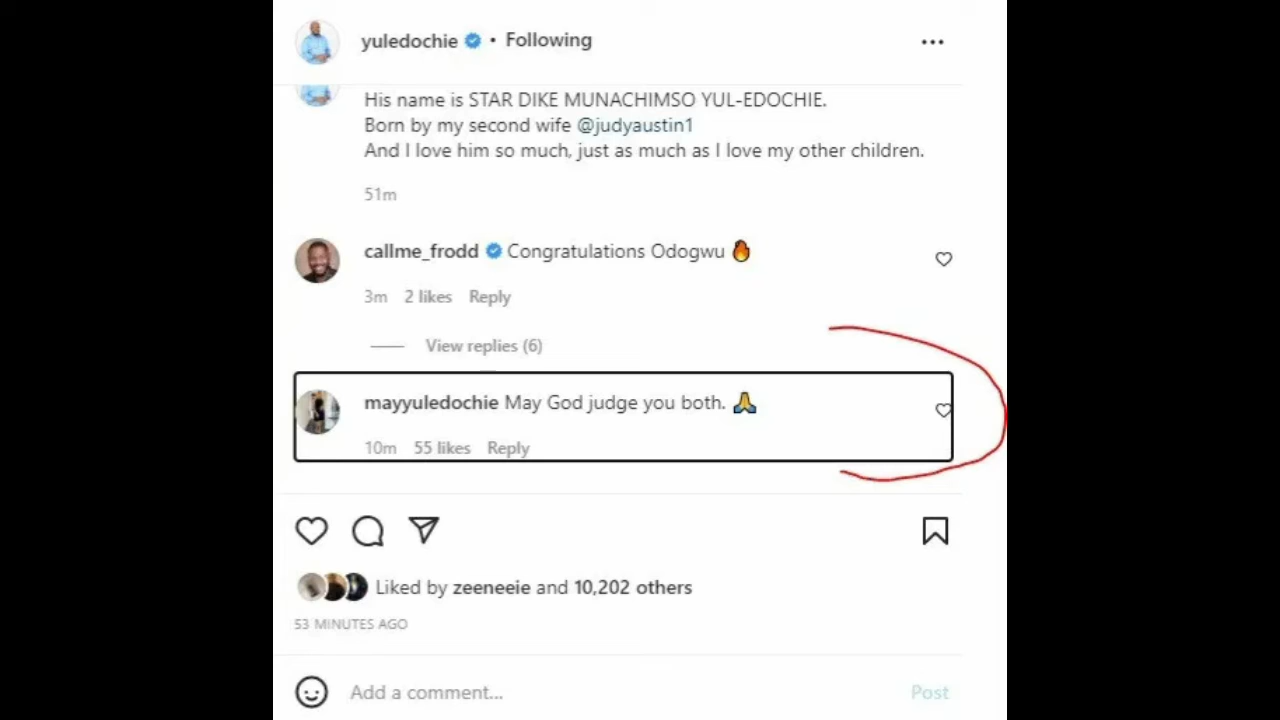 yuledochie • Following
His name is STAR DIKE MUNACHIMSO YUL-EDOCHIE.
Born by my second wife @judyaustin1
And I love him so much, just as much as I love my other children.
51m
callme_frodd Congratulations Odogwu 🔥
3m 2 likes Reply
View replies (6)
mayyuledochie May God judge you both. 🙏
10m 55 likes Reply
Liked by zeeneeie and 10,202 others
53 MINUTES AGO
Add a comment... Post